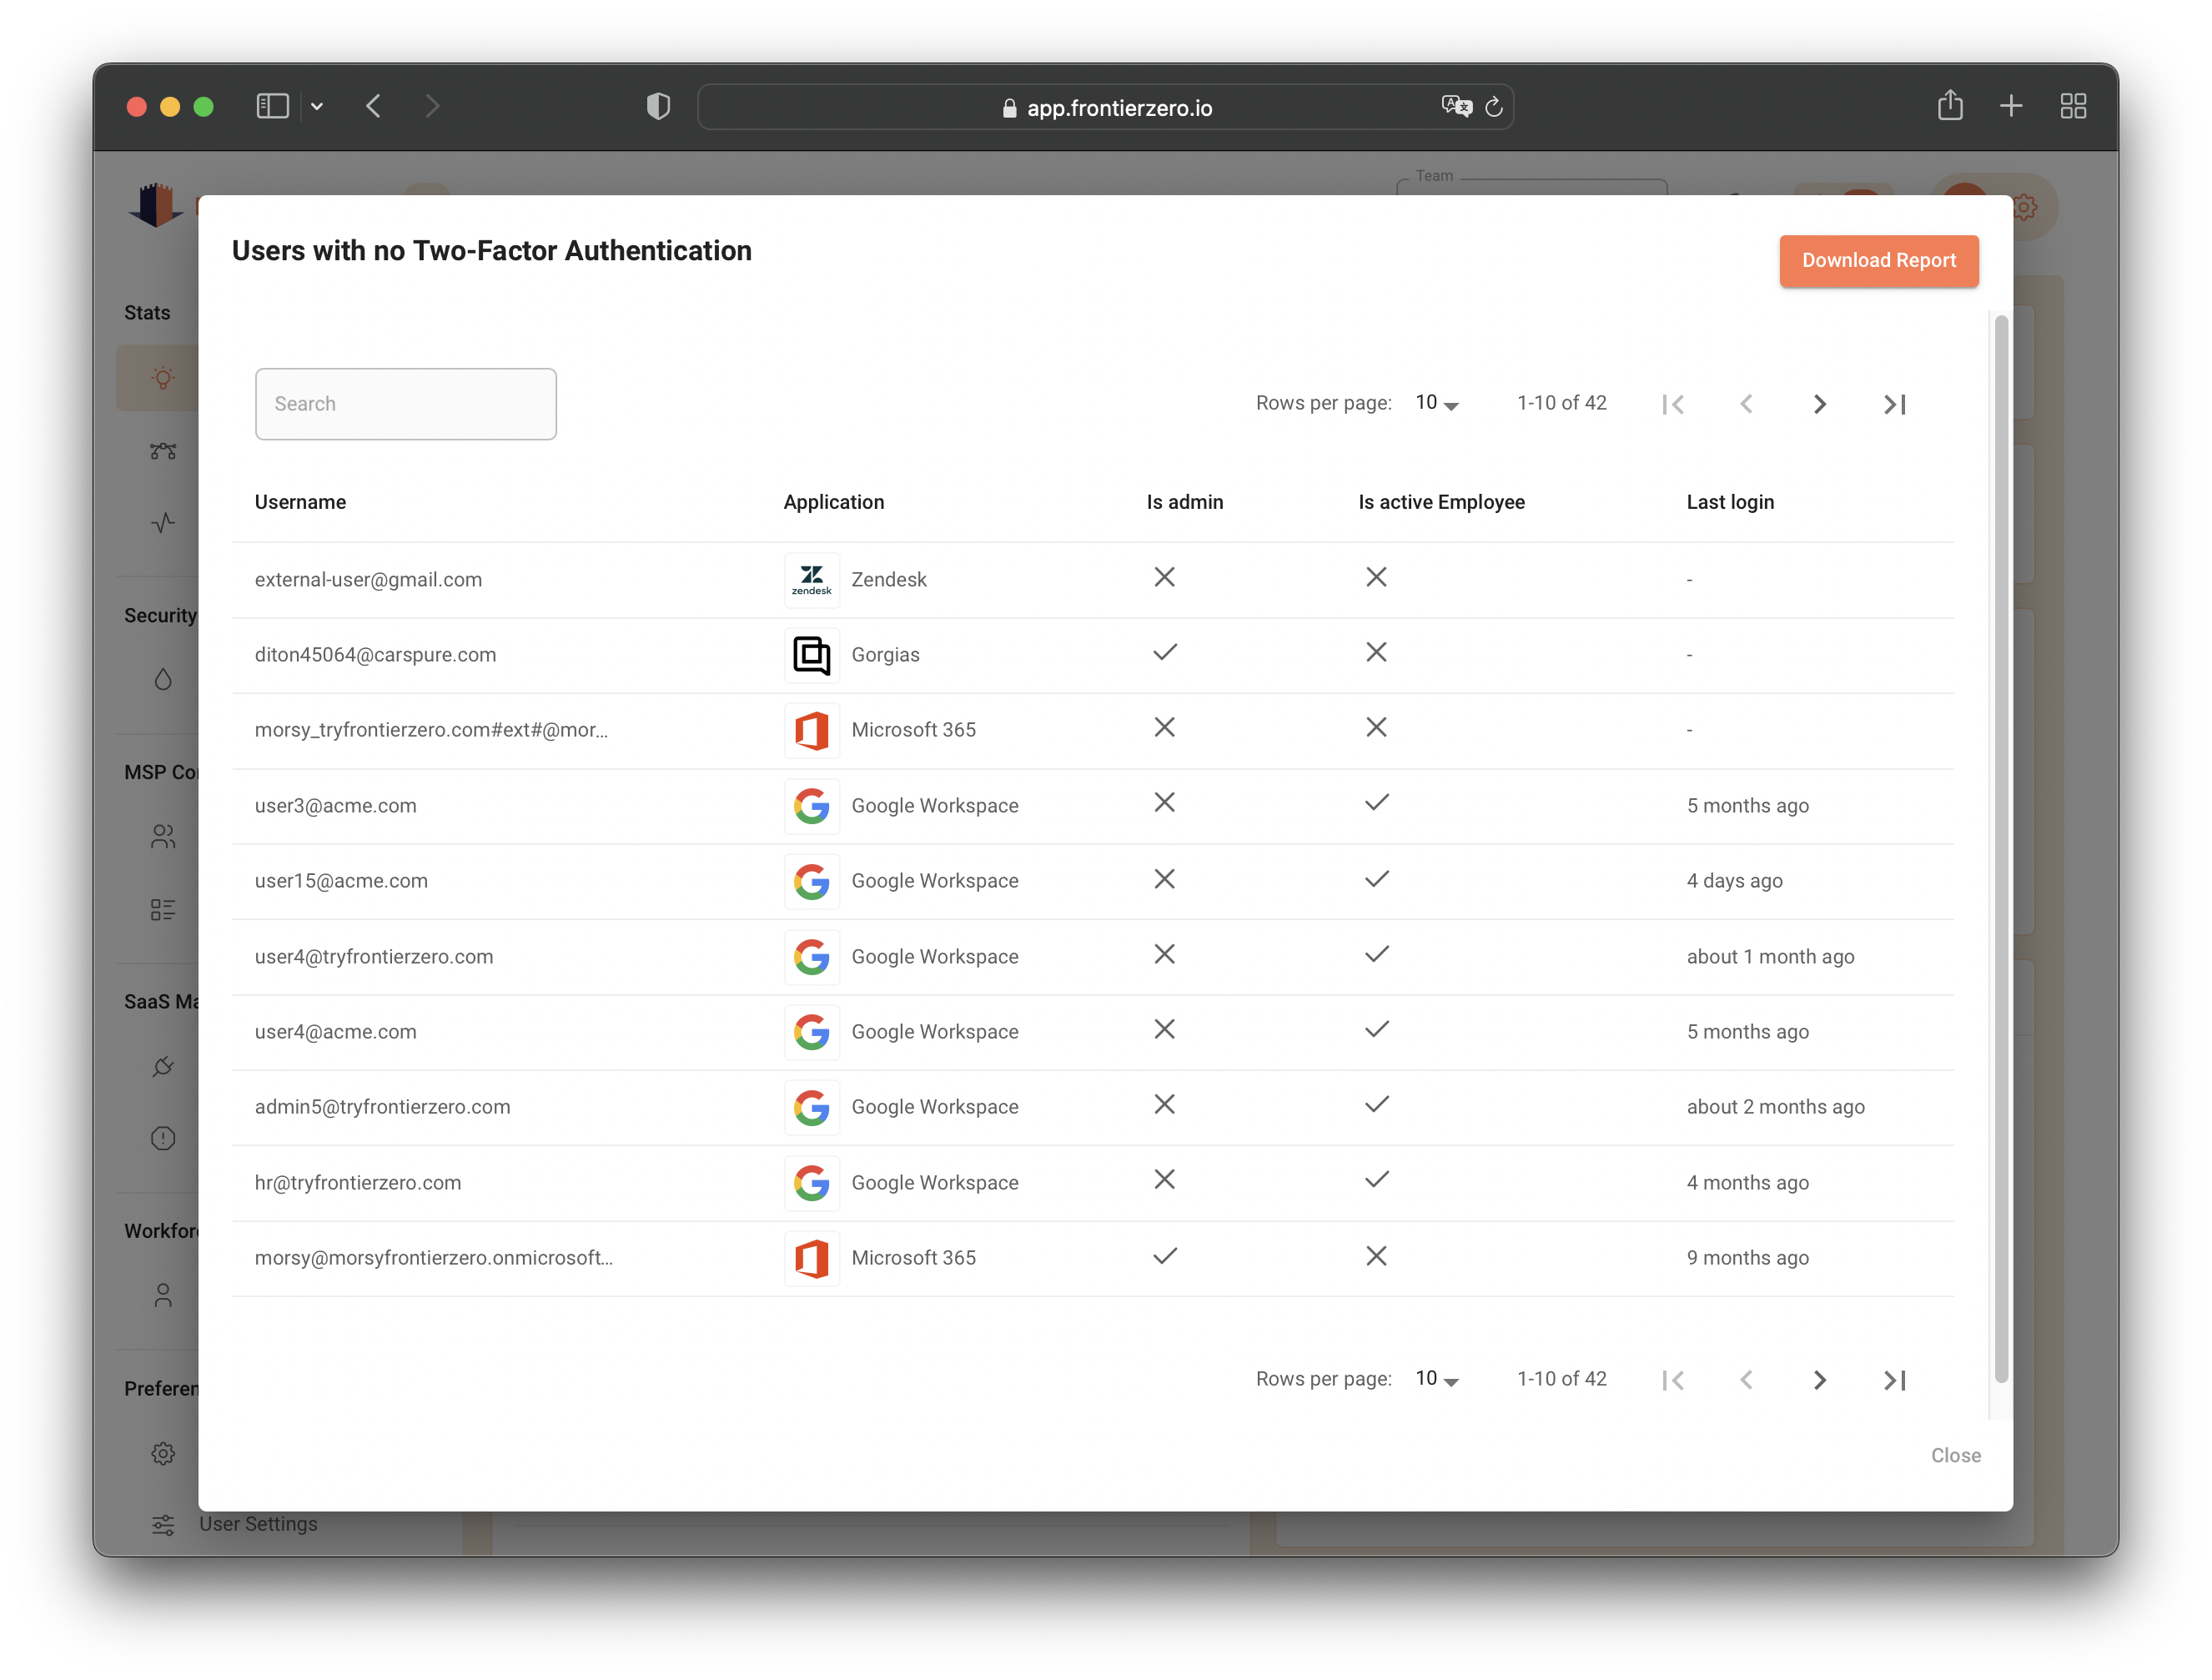 app.frontierzero.io
Team
Users with no Two-Factor Authentication
Download Report
Stats
Search
Rows per page: 10 1-10 of 42
Username Application Is admin Is active Employee Last login
external-user@gmail.com zendesk Zendesk -
diton45064@carspure.com Gorgias -
morsy_tryfrontierzero.com#ext#@mor... Microsoft 365 -
user3@acme.com Google Workspace 5 months ago
user15@acme.com Google Workspace 4 days ago
user4@tryfrontierzero.com Google Workspace about 1 month ago
user4@acme.com Google Workspace 5 months ago
admin5@tryfrontierzero.com Google Workspace about 2 months ago
hr@tryfrontierzero.com Google Workspace 4 months ago
morsy@morsyfrontierzero.onmicrosoft... Microsoft 365 9 months ago
Rows per page: 10 1-10 of 42
Close
Security
MSP
SaaS
User Settings